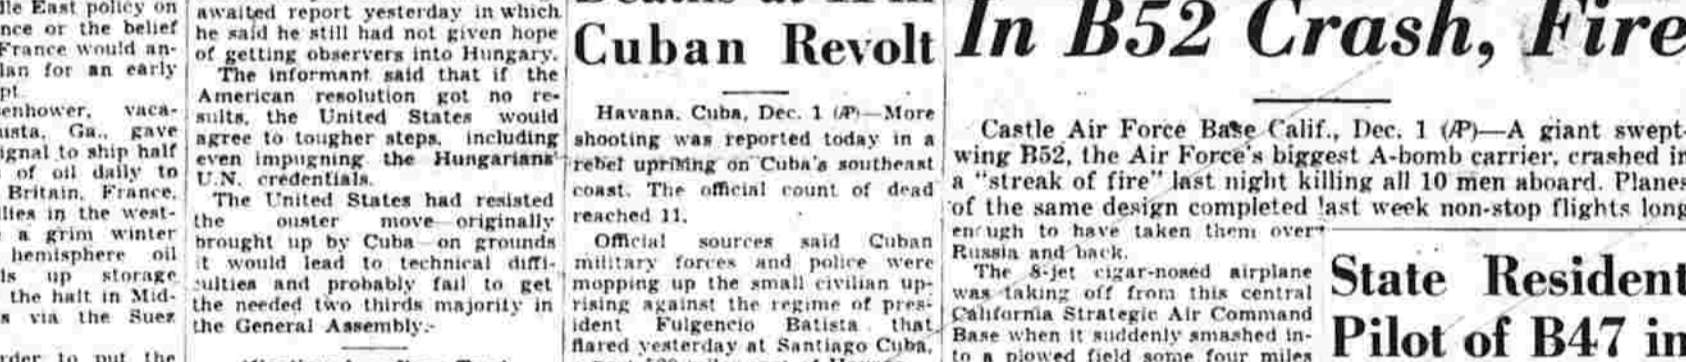 lle East policy on
nce or the belief
France would an-
lan for an early
pt.
enhower, vaca-
usta, Ga., gave
ignal to ship half
of oil daily to
Britain, France,
llies in the west-
a grim winter
hemisphere oil
ls up storage
the halt in Mid-
s via the Suez
rder to put the
awaited report yesterday in which
he said he still had not given hope
of getting observers into Hungary.
The informant said that if the
American resolution got no re-
sults, the United States would
agree to tougher steps, including
even impugning the Hungarians'
U.N. credentials.
The United States had resisted
the ouster move originally
brought up by Cuba on grounds
it would lead to technical diffi-
culties and probably fail to get
the needed two thirds majority in
the General Assembly.
Cuban Revolt
Havana, Cuba, Dec. 1 (AP)—More
shooting was reported today in a
rebel uprising on Cuba's southeast
coast. The official count of dead
reached 11.
Official sources said Cuban
military forces and police were
mopping up the small civilian up-
rising against the regime of pres-
ident Fulgencio Batista that
flared yesterday at Santiago Cuba,
In B52 Crash, Fire
Castle Air Force Base Calif., Dec. 1 (AP)—A giant swept-
wing B52, the Air Force's biggest A-bomb carrier, crashed in
a "streak of fire" last night killing all 10 men aboard. Planes
of the same design completed last week non-stop flights long
enough to have taken them over
Russia and back.
The 8-jet cigar-nosed airplane
was taking off from this central
California Strategic Air Command
Base when it suddenly smashed in-
to a plowed field some four miles
State Resident
Pilot of B47 in